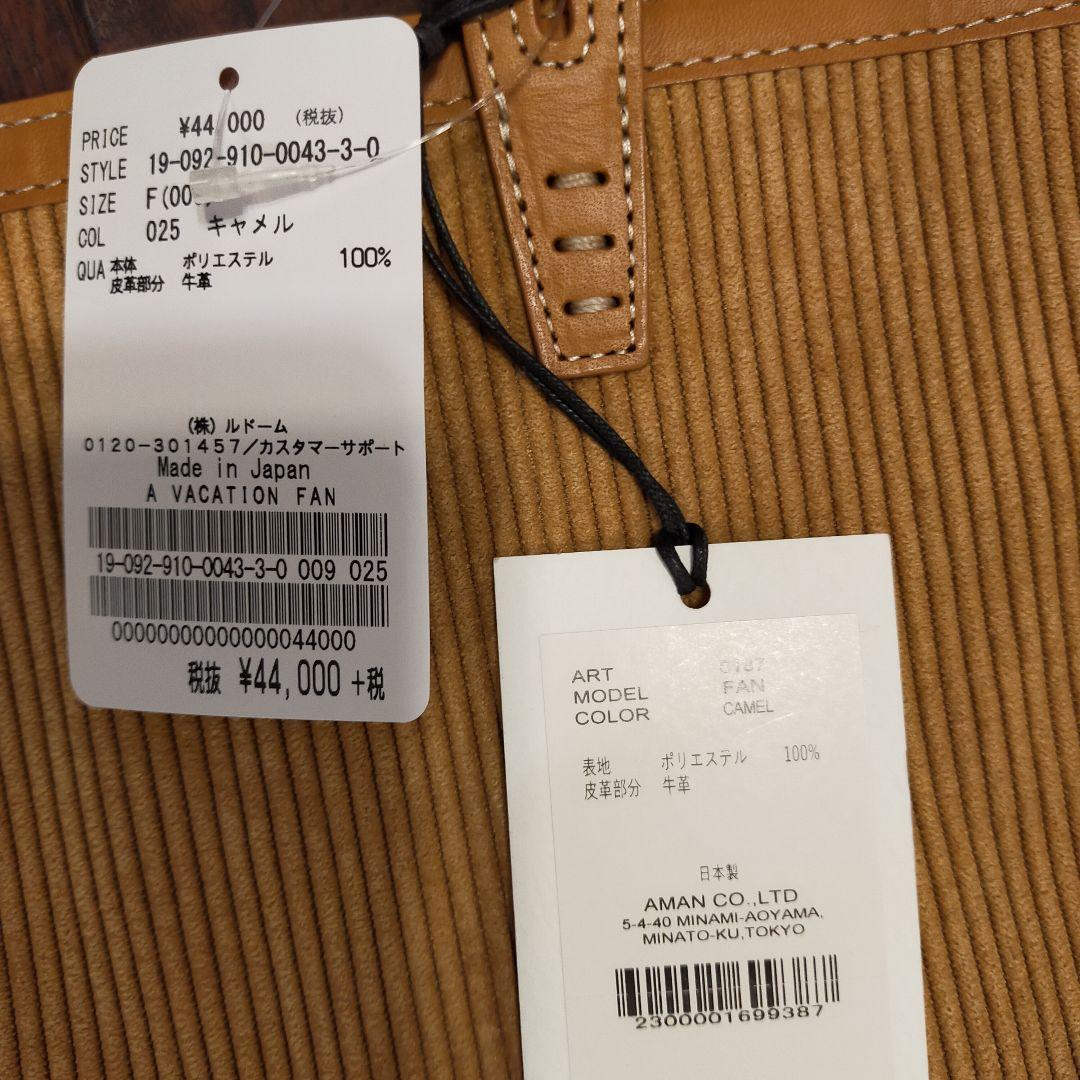 PRICE ¥44,000 (税抜)
STYLE 19-092-910-0043-3-0
SIZE
COL 025 キャメル
QUA 本体 ポリエステル 100%
皮革部分 牛革
(株) ルドーム
0120-301457/カスタマーサポート
Made in Japan
A VACATION FAN
19-092-910-0043-3-0 009 025
00000000000000044000
税抜 ¥44,000 +税
ART
MODEL FAN
COLOR CAMEL
表地 ポリエステル 100%
皮革部分 牛革
日本製
AMAN CO.,LTD
5-4-40 MINAMI-AOYAMA,
MINATO-KU,TOKYO
2300001699387